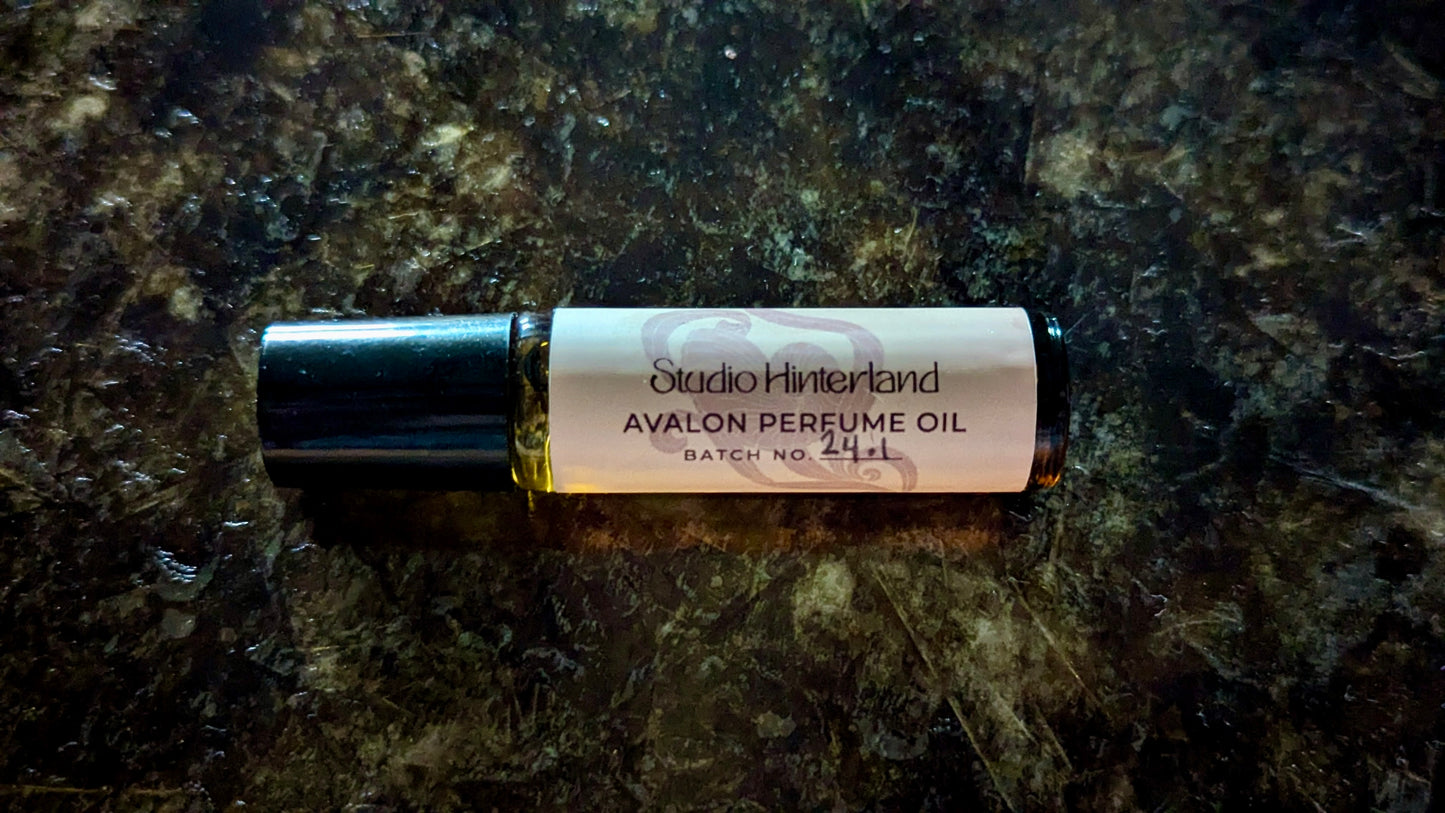 Studio Hinterland
AVALON PERFUME OIL
BATCH NO. 24.1